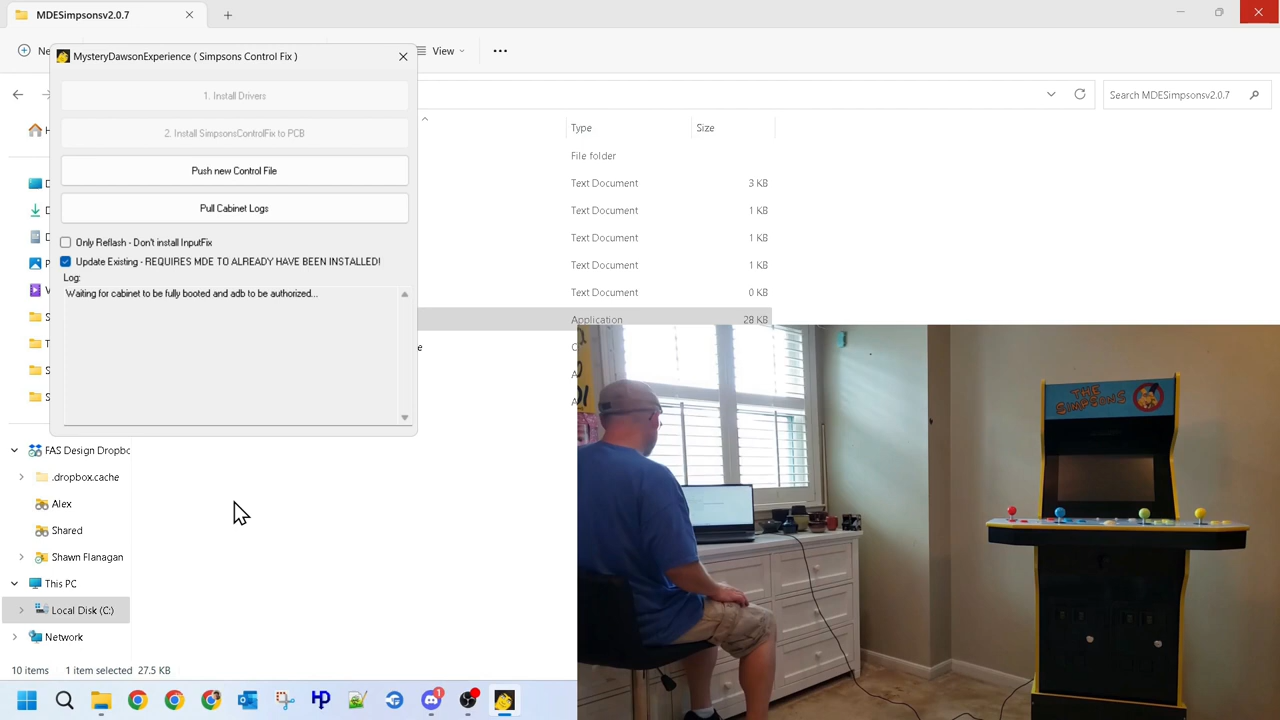 MDESimpsonsv2.0.7
Ne
View
MysteryDawsonExperience ( Simpsons Control Fix )
1. Install Drivers
2. Install SimpsonsControlFix to PCB
Push new Control File
Pull Cabinet Logs
Only Reflash - Don't install InputFix
Update Existing - REQUIRES MDE TO ALREADY HAVE BEEN INSTALLED!
Log:
Waiting for cabinet to be fully booted and adb to be authorized...
Search MDESimpsonsv2.0.7
Type
Size
File folder
Text Document
3 KB
Text Document
1 KB
Text Document
1 KB
Text Document
1 KB
Text Document
0 KB
Application
28 KB
FAS Design Dropbo
.dropbox.cache
Alex
Shared
Shawn Flanagan
This PC
Local Disk (C:)
Network
10 items
1 item selected
27.5 KB
HP
1
THE
SIMPSONS